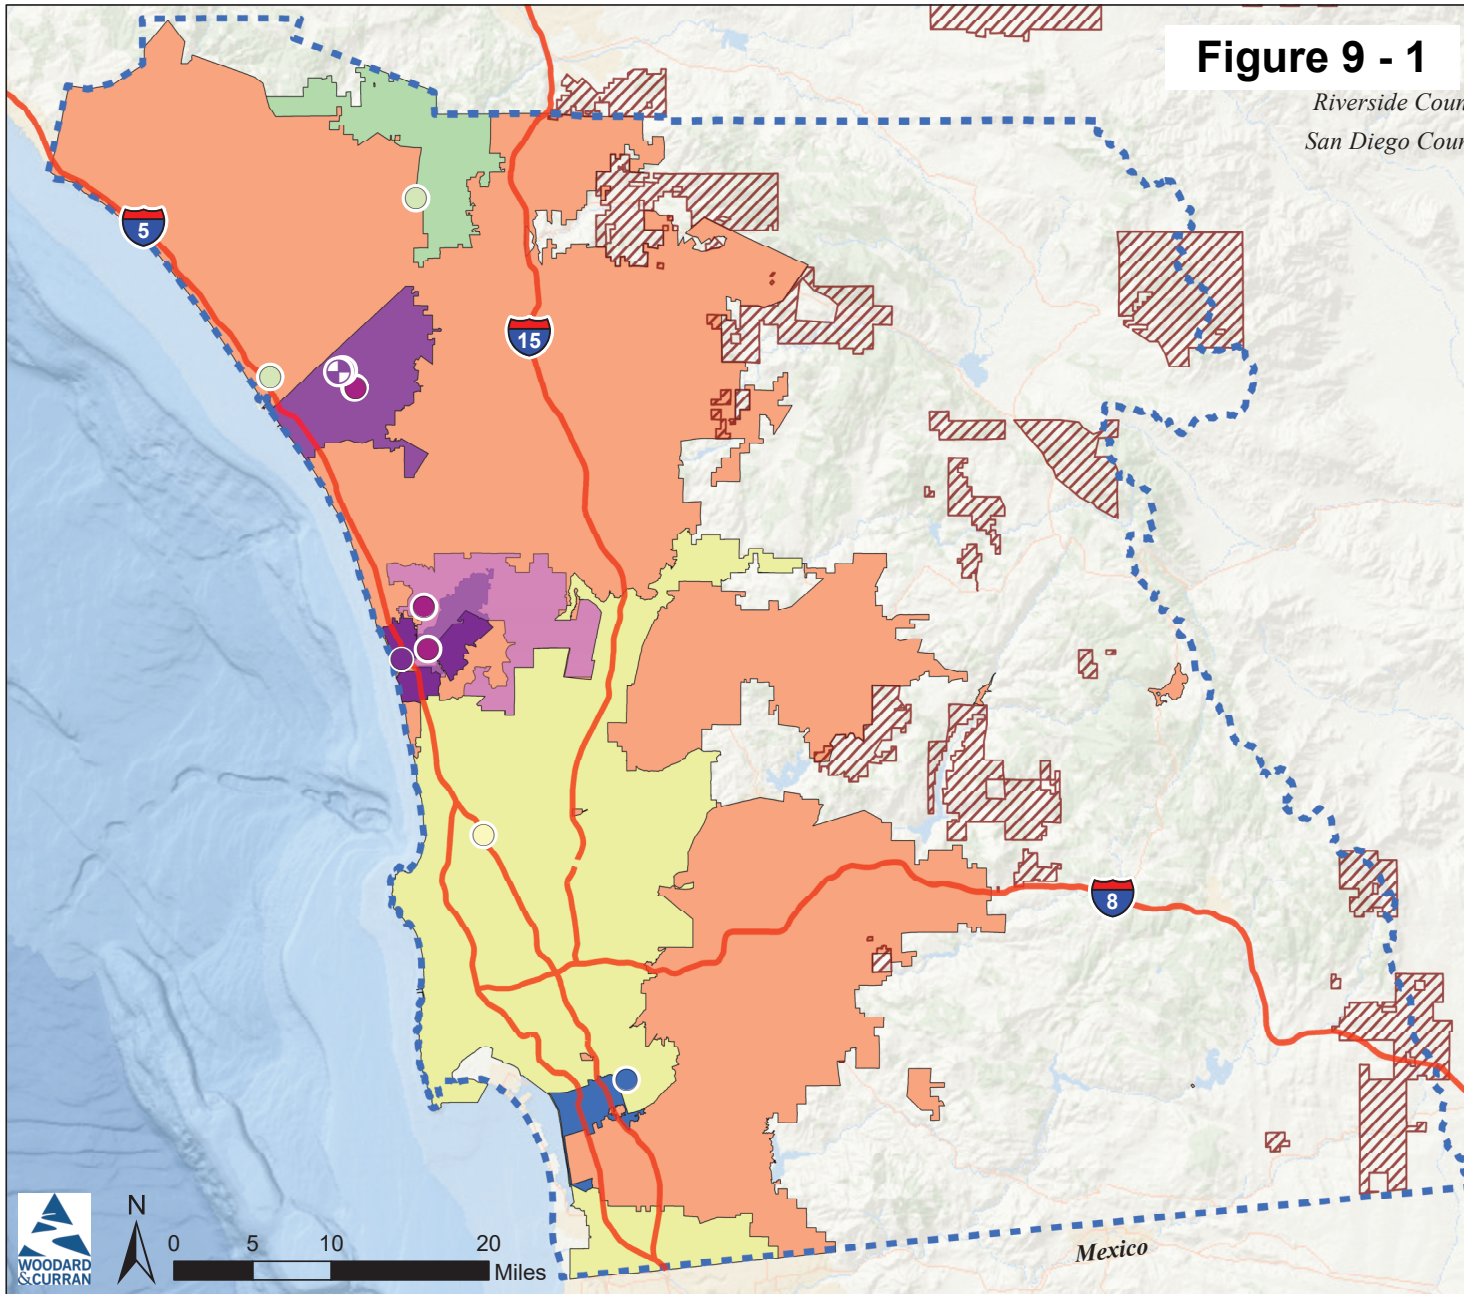 Figure 9 - 1
Riverside Coun
San Diego Coun
5
15
8
N
0 5 10 20
Miles
WOODARD
&CURRAN
Mexico